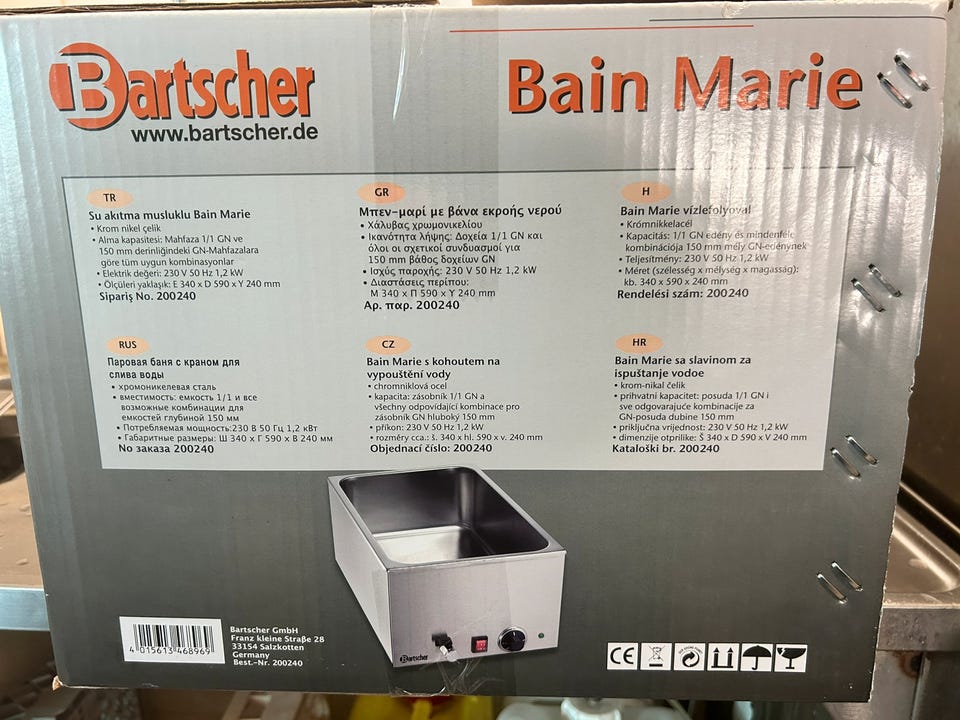 Bartscher
www.bartscher.de
Bain Marie
TR
Su akıtma musluklu Bain Marie
• Krom nikel çelik
• Alma kapasitesi: Mahfaza 1/1 GN ve
150 mm derinliğindeki GN-Mahfazalara
göre tüm uygun kombinasyonlar
• Elektrik değeri: 230 V 50 Hz 1,2 kW
• Ölçüleri yaklaşık: E 340 x D 590 x Y 240 mm
Sipariş No. 200240
GR
Μπεν-μαρί με βάνα εκροής νερού
• Χάλυβας χρωμονικελίου
• Ικανότητα λήψης: Δοχεία 1/1 GN και
όλοι οι σχετικοί συνδυασμοί για
150 mm βάθος δοχείων GN
• Ισχύς παροχής: 230 V 50 Hz 1,2 kW
• Διαστάσεις περίπου:
Μ 340 x Π 590 x Υ 240 mm
Αρ. παρ. 200240
H
Bain Marie vízlefolyóval
• Krómnikkelacél
• Kapacitás: 1/1 GN edény és mindenféle
kombinációja 150 mm mély GN-edénynek
• Teljesítmény: 230 V 50 Hz 1,2 kW
• Méret (szélesség x mélység x magasság):
kb. 340 x 590 x 240 mm
Rendelési szám: 200240
RUS
Паровая баня с краном для
слива воды
• хромоникелевая сталь
• вместимость: емкость 1/1 и все
возможные комбинации для
емкостей глубиной 150 мм
• Потребляемая мощность:230 В 50 Гц 1,2 кВт
• Габаритные размеры: Ш 340 x Г 590 x В 240 мм
No заказа 200240
CZ
Bain Marie s kohoutem na
vypouštění vody
• chromniklová ocel
• kapacita: zásobník 1/1 GN a
všechny odpovídající kombinace pro
zásobník GN hluboký 150 mm
• příkon: 230 V 50 Hz 1,2 kW
• rozměry cca.: š. 340 x hl. 590 x v. 240 mm
Objednací číslo: 200240
HR
Bain Marie sa slavinom za
ispuštanje vodoe
• krom-nikal čelik
• prihvatni kapacitet: posuda 1/1 GN i
sve odgovarajuće kombinacije za
GN-posuda dubine 150 mm
• priključna vrijednost: 230 V 50 Hz 1,2 kW
• dimenzije otprilike: Š 340 x D 590 x V 240 mm
Kataloški br. 200240
Bartscher
4 015613 468969
Bartscher GmbH
Franz kleine Straße 28
33154 Salzkotten
Germany
Best.-Nr. 200240
CE